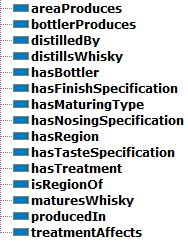 areaProduces
bottlerProduces
distilledBy
distillsWhisky
hasBottler
hasFinishSpecification
hasMaturingType
hasNosingSpecification
hasRegion
hasTasteSpecification
hasTreatment
isRegionOf
maturesWhisky
producedIn
treatmentAffects